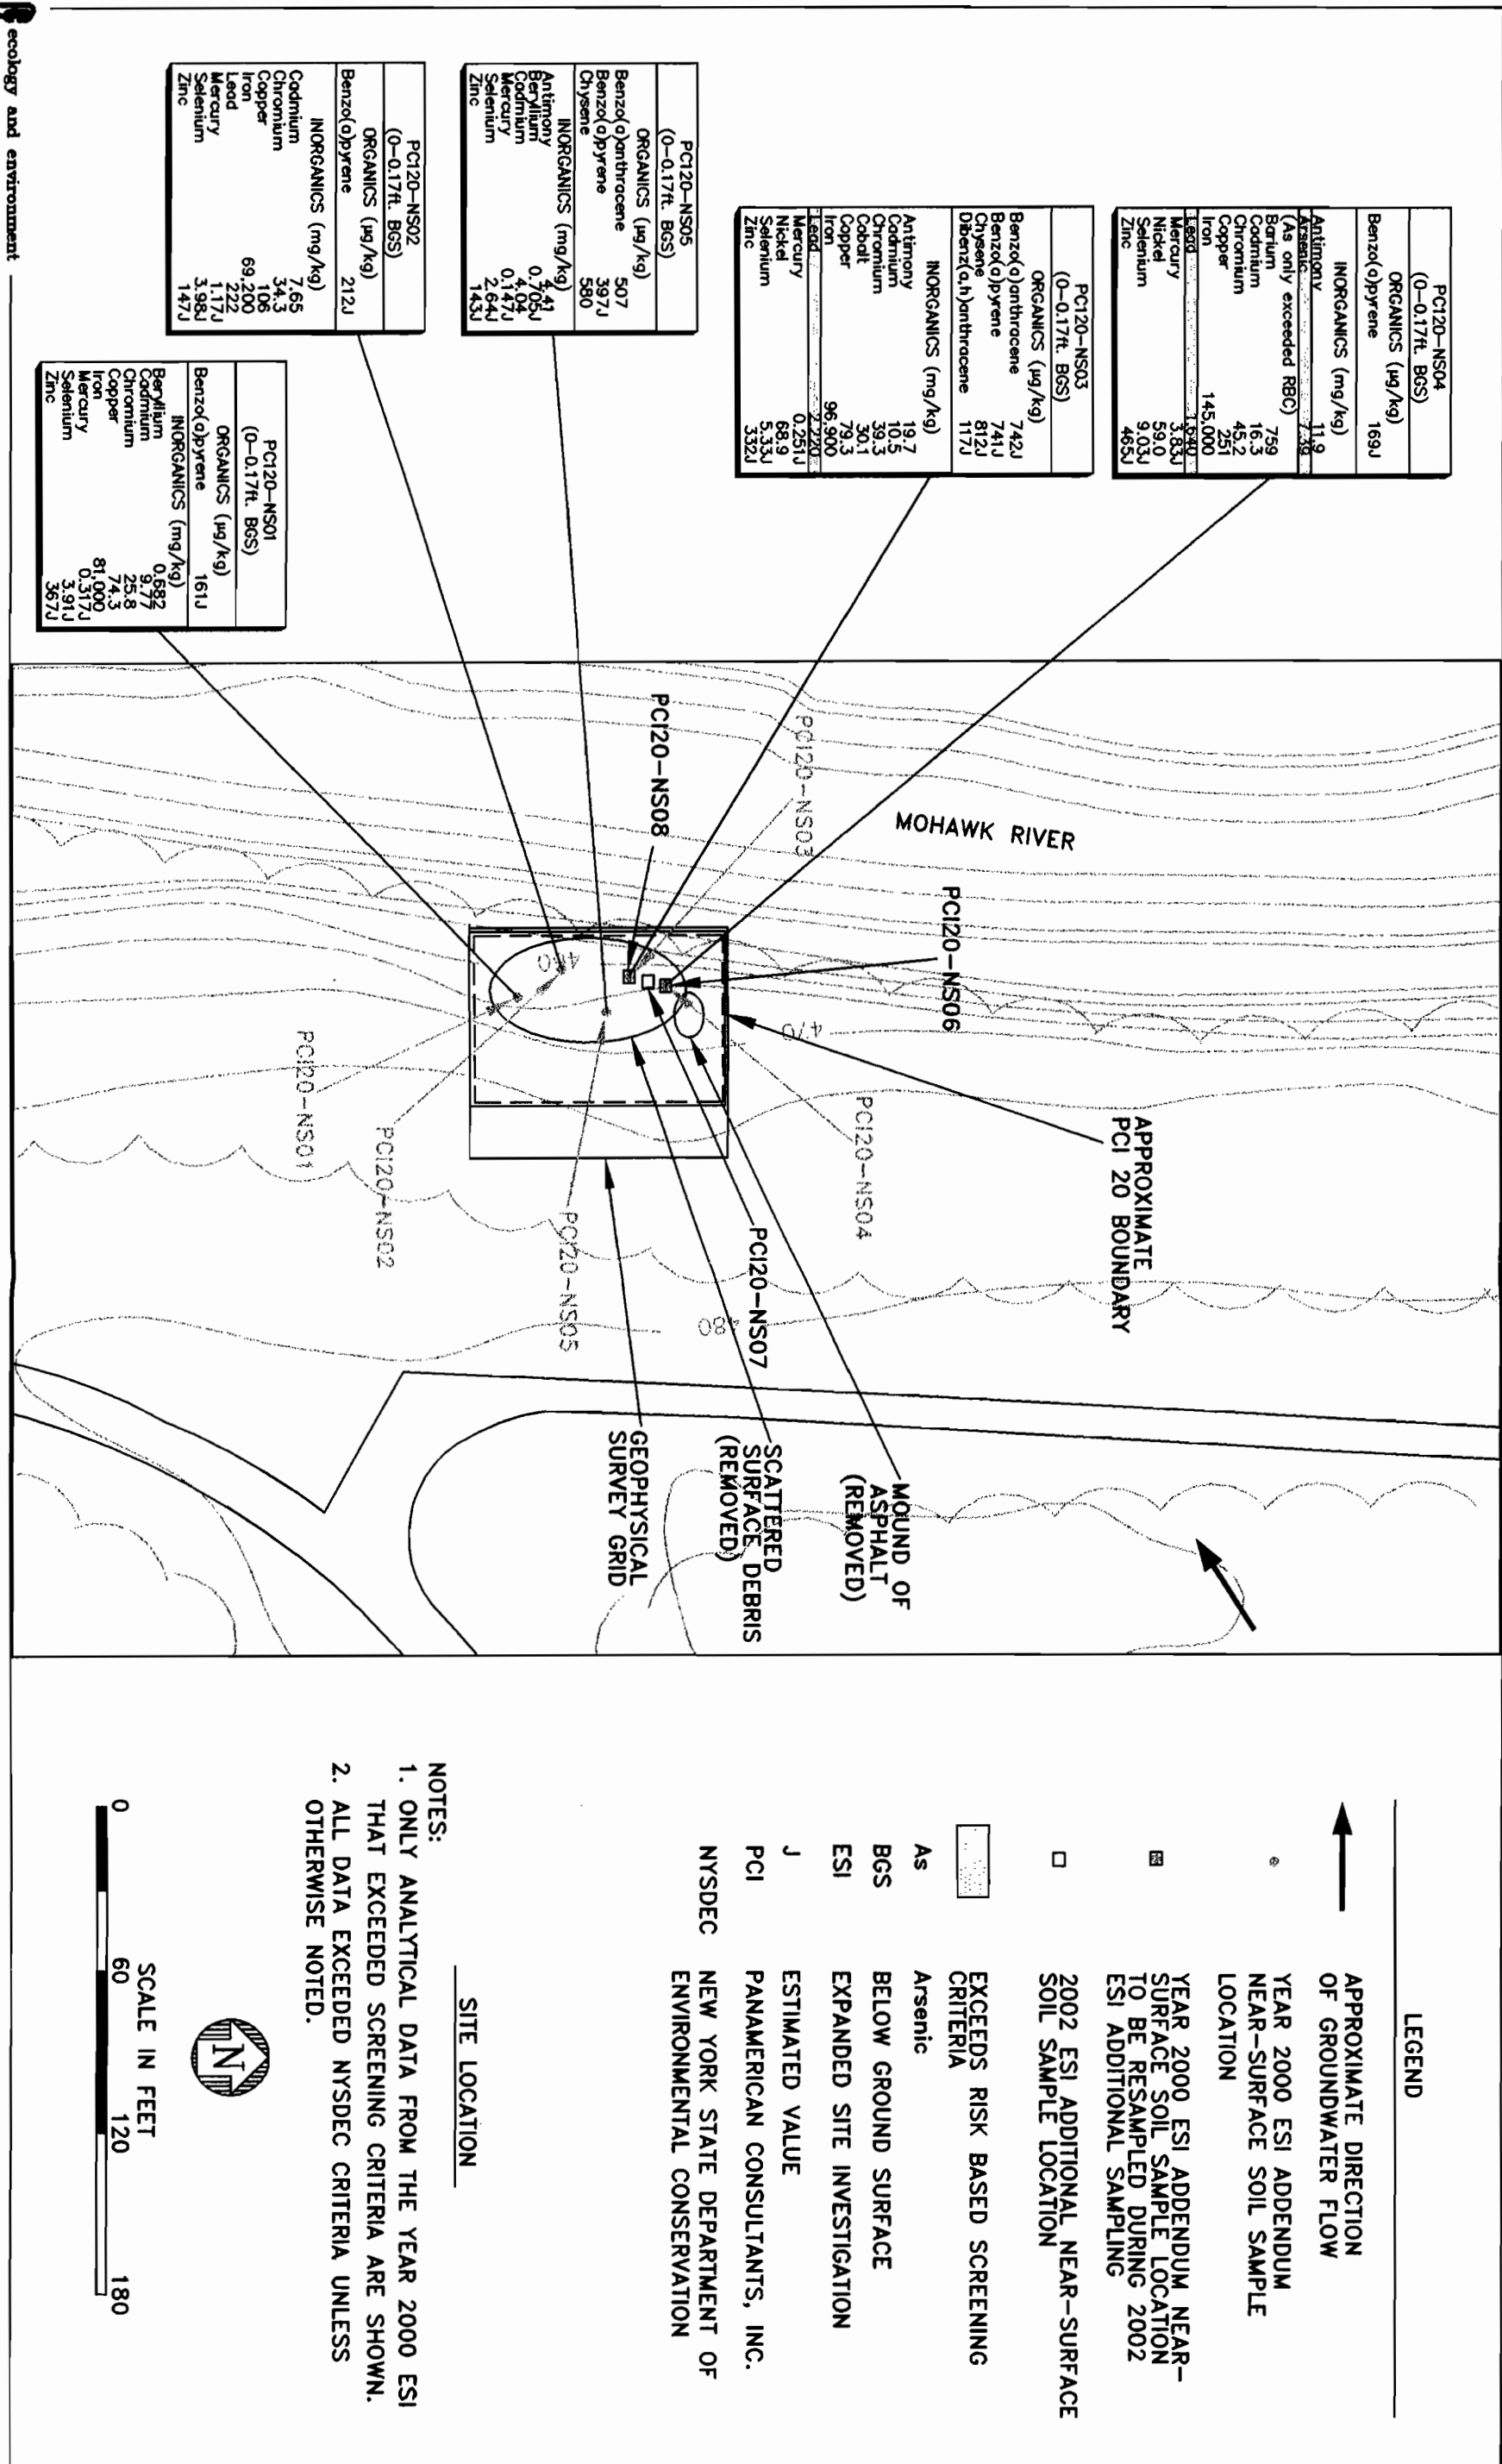 PC120-NS04
(0-0.17ft. BGS)
ORGANICS (µg/kg)
Benzo(a)pyrene 169J
INORGANICS (mg/kg)
Antimony 11.9
Arsenic 7.39
(As only exceeded RBC)
Barium 759
Cadmium 16.3
Chromium 45.2
Copper 251
Iron 145,000
Lead 1,640
Mercury 3.83J
Nickel 59.0
Selenium 9.03J
Zinc 465J
PC120-NS03
(0-0.17ft. BGS)
ORGANICS (µg/kg)
Benzo(a)anthracene 742J
Benzo(a)pyrene 741J
Chysene 812J
Dibenz(a,h)anthracene 117J
INORGANICS (mg/kg)
Antimony 19.7
Cadmium 10.5
Chromium 39.3
Cobalt 30.1
Copper 79.3
Iron 96,900
Lead 2,220
Mercury 0.251J
Nickel 68.9
Selenium 5.33J
Zinc 332J
PC120-NS05
(0-0.17ft. BGS)
ORGANICS (µg/kg)
Benzo(a)anthracene 507
Benzo(a)pyrene 397J
Chysene 580
INORGANICS (mg/kg)
Antimony 4.41
Beryllium 0.705J
Cadmium 4.04
Mercury 0.147J
Selenium 2.64J
Zinc 143J
PC120-NS02
(0-0.17ft. BGS)
ORGANICS (µg/kg)
Benzo(a)pyrene 212J
INORGANICS (mg/kg)
Cadmium 7.65
Chromium 34.3
Copper 106
Iron 69,200
Lead 222
Mercury 1.17J
Selenium 3.98J
Zinc 147J
PC120-NS01
(0-0.17ft. BGS)
ORGANICS (µg/kg)
Benzo(a)pyrene 161J
INORGANICS (mg/kg)
Beryllium 0.682
Cadmium 9.77
Chromium 25.8
Copper 74.3
Iron 81,000
Mercury 0.317J
Selenium 3.91J
Zinc 367J
MOHAWK RIVER
PCI20-NS03
PCI20-NS08
PCI20-NS06
470
APPROXIMATE
PCI 20 BOUNDARY
PCI20-NS04
PCI20-NS01
PCI20-NS02
PCI20-NS05
PCI20-NS07
480
MOUND OF
ASPHALT
(REMOVED)
SCATTERED
SURFACE DEBRIS
(REMOVED)
GEOPHYSICAL
SURVEY GRID
LEGEND
APPROXIMATE DIRECTION
OF GROUNDWATER FLOW
YEAR 2000 ESI ADDENDUM
NEAR-SURFACE SOIL SAMPLE
LOCATION
YEAR 2000 ESI ADDENDUM NEAR-
SURFACE SOIL SAMPLE LOCATION
TO BE RESAMPLED DURING 2002
ESI ADDITIONAL SAMPLING
2002 ESI ADDITIONAL NEAR-SURFACE
SOIL SAMPLE LOCATION
EXCEEDS RISK BASED SCREENING
CRITERIA
As Arsenic
BGS BELOW GROUND SURFACE
ESI EXPANDED SITE INVESTIGATION
J ESTIMATED VALUE
PCI PANAMERICAN CONSULTANTS, INC.
NYSDEC NEW YORK STATE DEPARTMENT OF
ENVIRONMENTAL CONSERVATION
SITE LOCATION
NOTES:
1. ONLY ANALYTICAL DATA FROM THE YEAR 2000 ESI
THAT EXCEEDED SCREENING CRITERIA ARE SHOWN.
2. ALL DATA EXCEEDED NYSDEC CRITERIA UNLESS
OTHERWISE NOTED.
N
SCALE IN FEET
0 60 120 180
ecology and environment